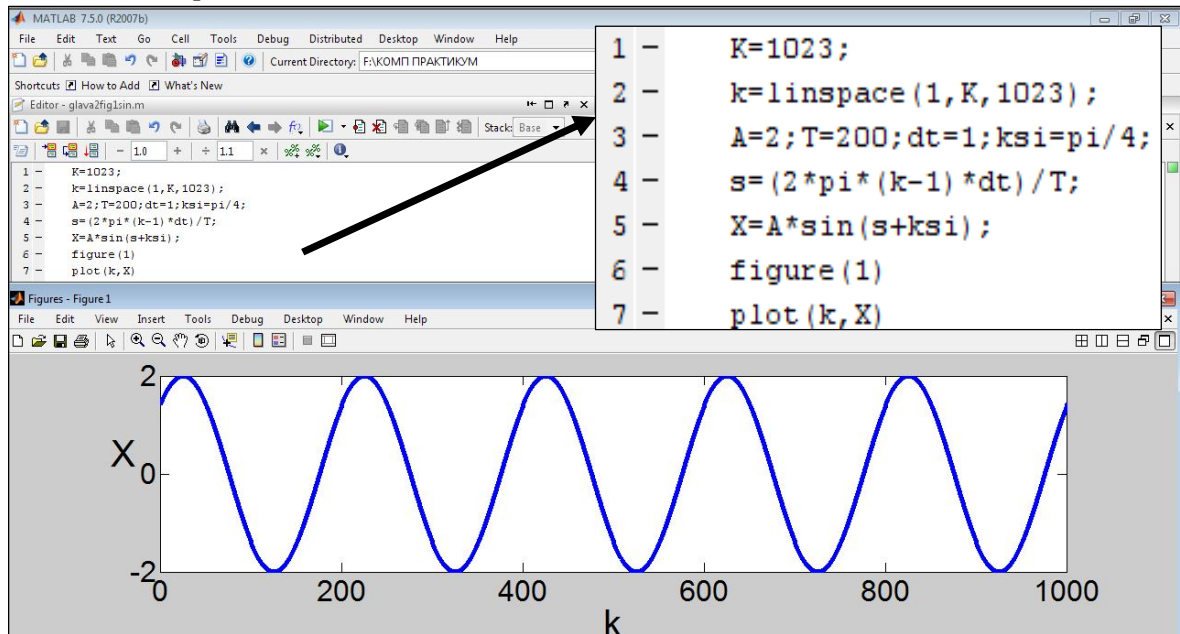 MATLAB 7.5.0 (R2007b)
File Edit Text Go Cell Tools Debug Distributed Desktop Window Help
Current Directory: F:\КОМП ПРАКТИКУМ
Shortcuts How to Add What's New
Editor - glava2fig1sin.m
Stack: Base
1.0 1.1
1 - K=1023;
2 - k=linspace(1,K,1023);
3 - A=2;T=200;dt=1;ksi=pi/4;
4 - s=(2*pi*(k-1)*dt)/T;
5 - X=A*sin(s+ksi);
6 - figure(1)
7 - plot(k,X)
1 - K=1023;
2 - k=linspace(1,K,1023);
3 - A=2;T=200;dt=1;ksi=pi/4;
4 - s=(2*pi*(k-1)*dt)/T;
5 - X=A*sin(s+ksi);
6 - figure(1)
7 - plot(k,X)
Figures - Figure 1
File Edit View Insert Tools Debug Desktop Window Help
2
X
0
-2
0 200 400 600 800 1000
k